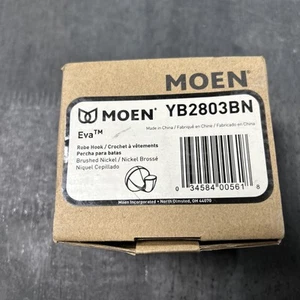 MOEN
MOEN® YB2803BN
Eva™
Made in China / Fabriqué en Chine / Fabricado en China
Robe Hook / Crochet à vêtements
Percha para batas
Brushed Nickel / Nickel Brossé
Níquel Cepillado
0 34584 00561 8
Moen Incorporated • North Olmsted, OH 44070